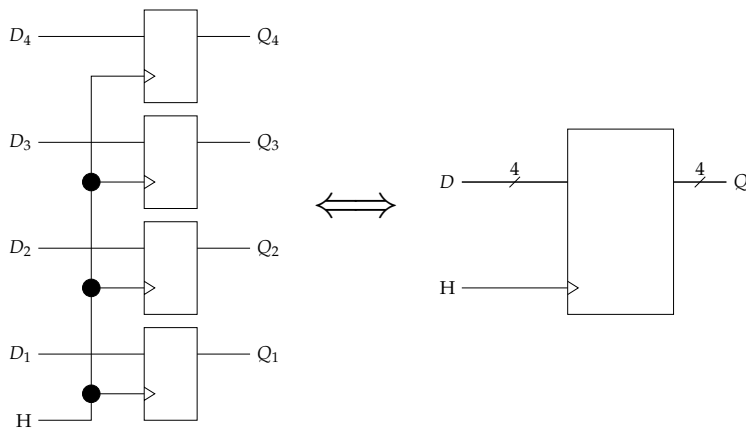 D₄ Q₄
D₃ Q₃
4 4
D Q
D₂ Q₂
H
D₁ Q₁
H